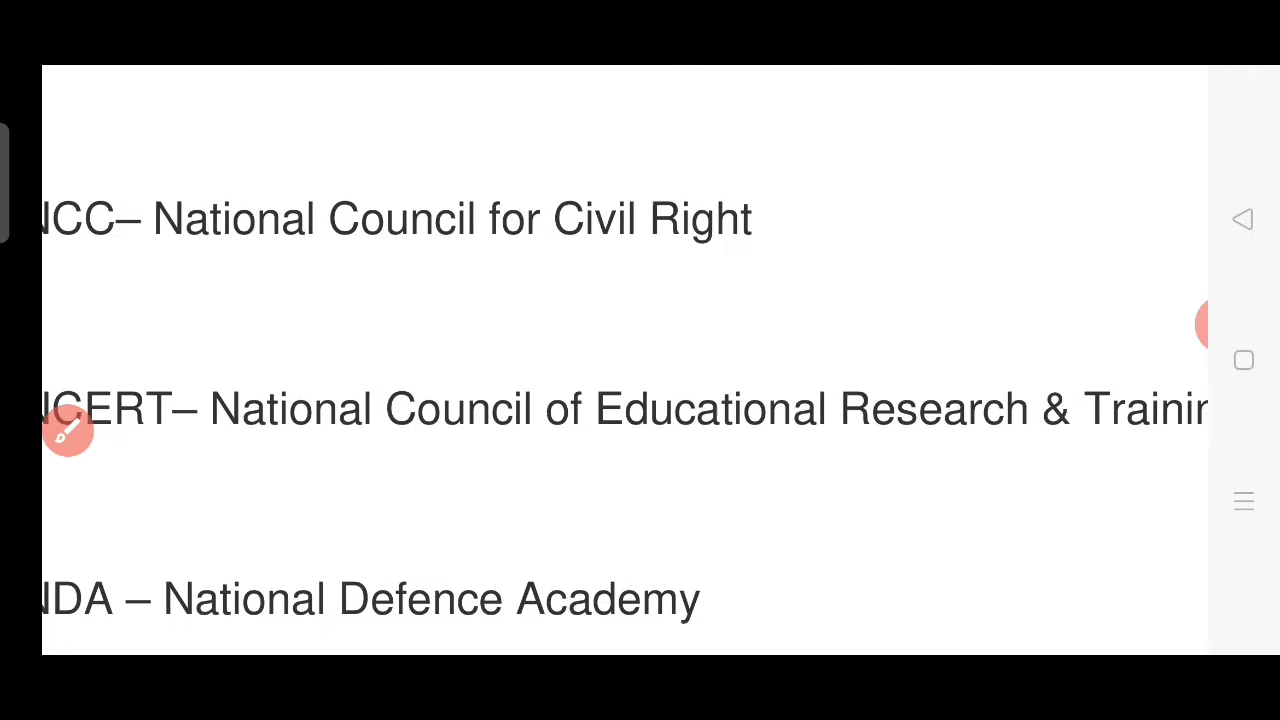 NCC– National Council for Civil Right
NCERT– National Council of Educational Research & Trainin
NDA – National Defence Academy